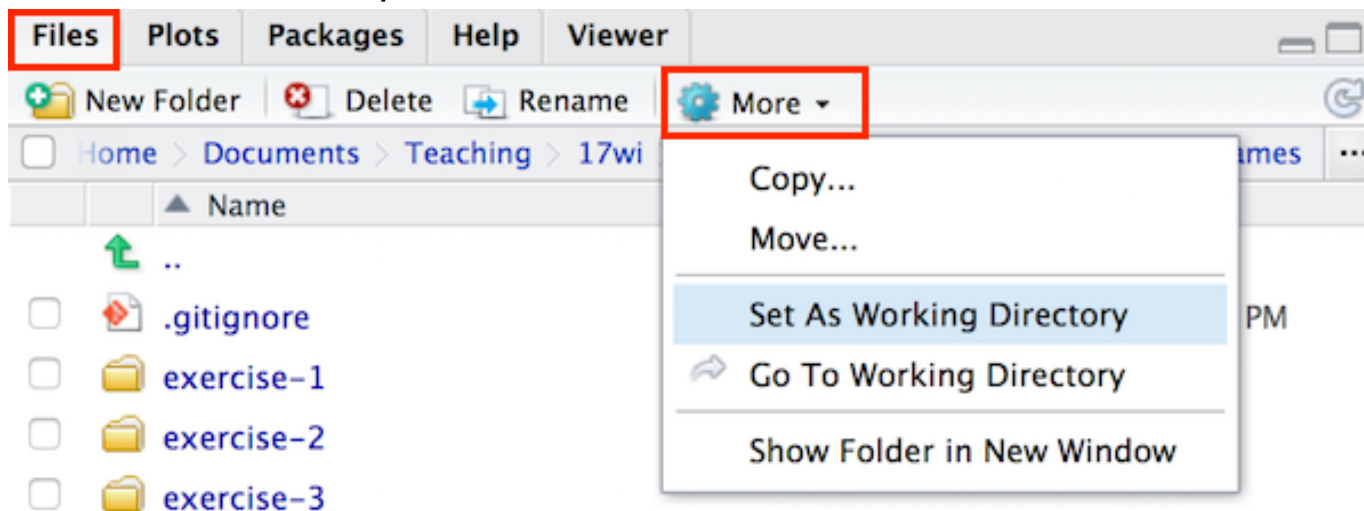 Files Plots Packages Help Viewer
New Folder Delete Rename More
Home > Documents > Teaching > 17wi ames ...
Name
..
.gitignore PM
exercise-1
exercise-2
exercise-3
Copy...
Move...
Set As Working Directory
Go To Working Directory
Show Folder in New Window